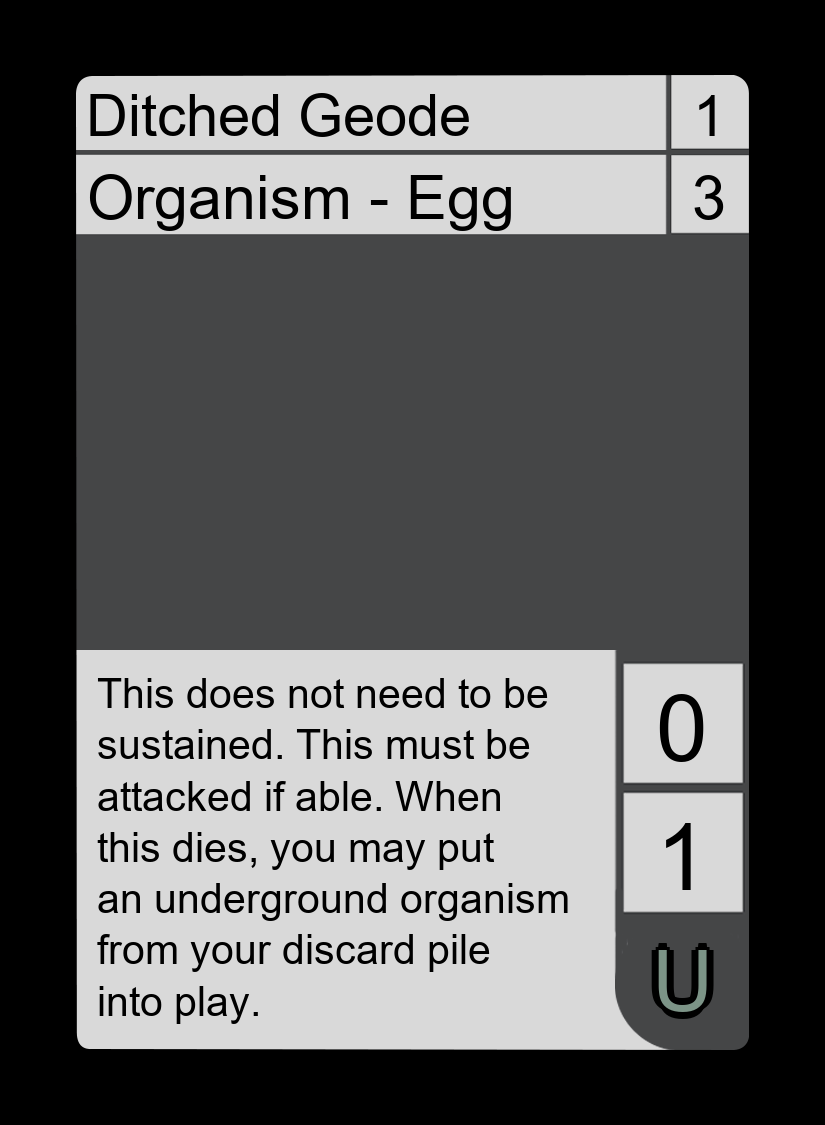 Ditched Geode 1
Organism - Egg 3
This does not need to be
sustained. This must be
attacked if able. When
this dies, you may put
an underground organism
from your discard pile
into play.
0
1
U